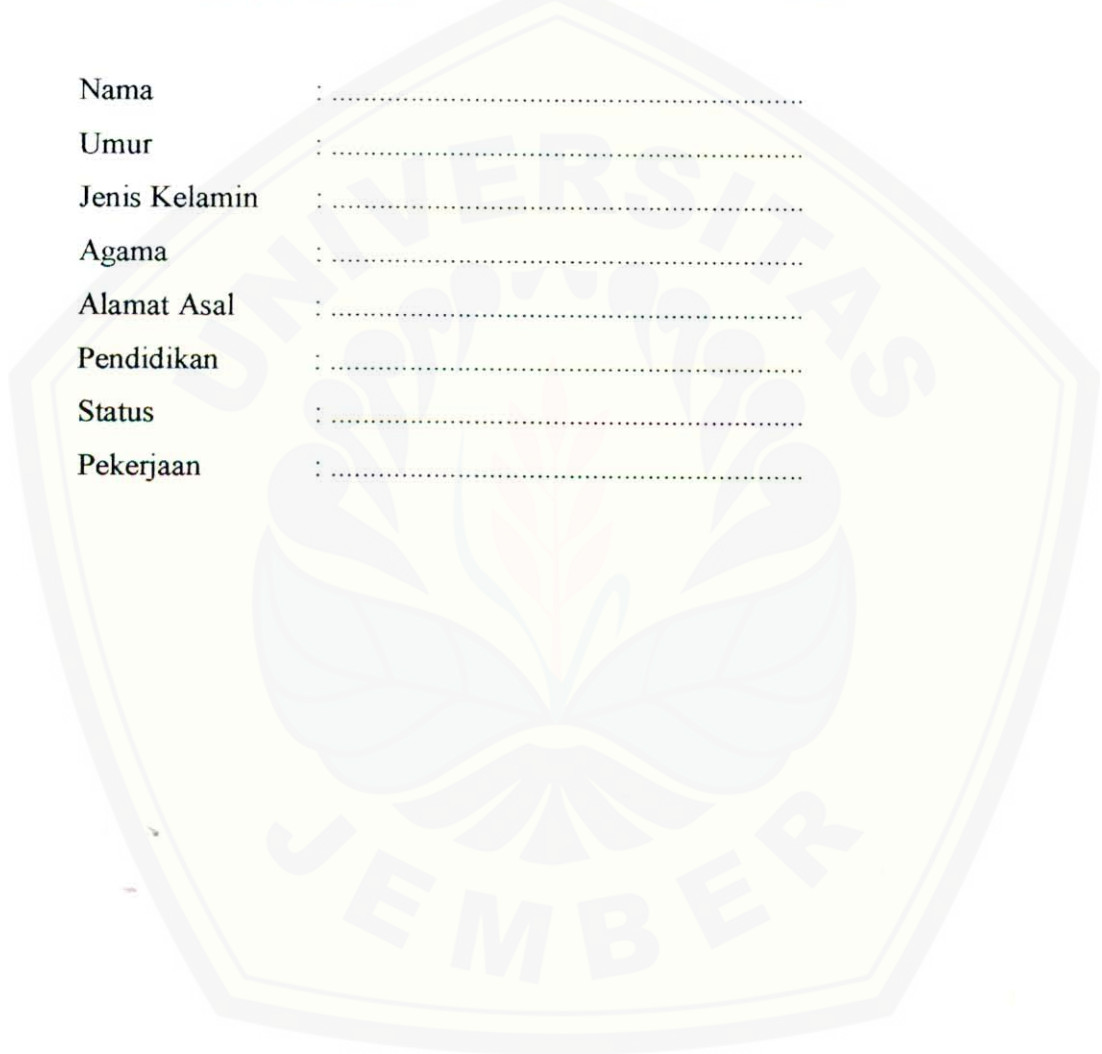 Nama : ............................................................
Umur : ............................................................
Jenis Kelamin : ............................................................
Agama : ............................................................
Alamat Asal : ............................................................
Pendidikan : ............................................................
Status : ............................................................
Pekerjaan : ............................................................
UNIVERSITAS
JEMBER